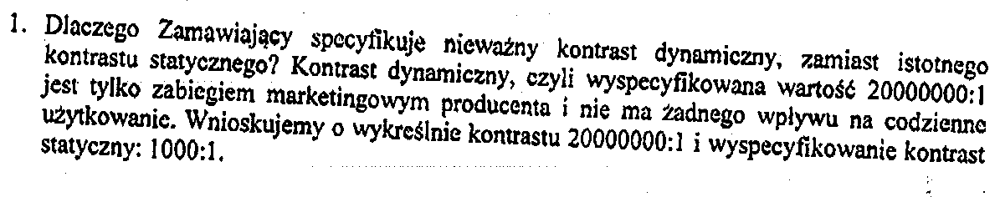 1. Dlaczego Zamawiający specyfikuje nieważny kontrast dynamiczny, zamiast istotnego
kontrastu statycznego? Kontrast dynamiczny, czyli wyspecyfikowana wartość 20000000:1
jest tylko zabiegiem marketingowym producenta i nie ma żadnego wpływu na codzienne
użytkowanie. Wnioskujemy o wykreślnie kontrastu 20000000:1 i wyspecyfikowanie kontrast
statyczny: 1000:1.